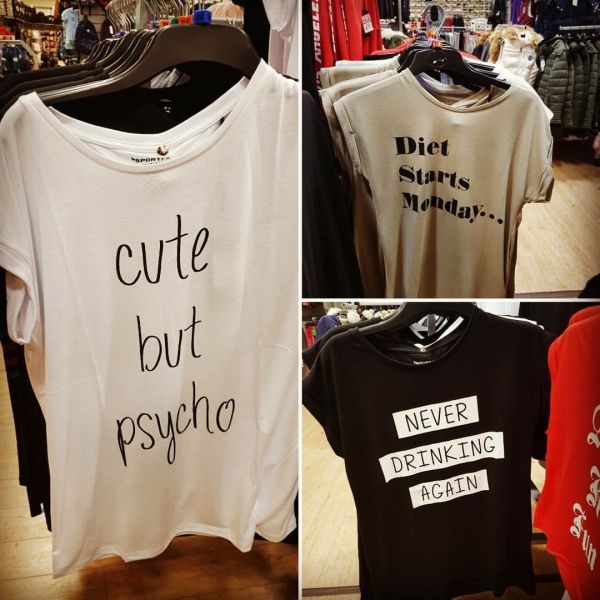 cute
but
psycho
Diet
Starts
Monday...
NEVER
DRINKING
AGAIN